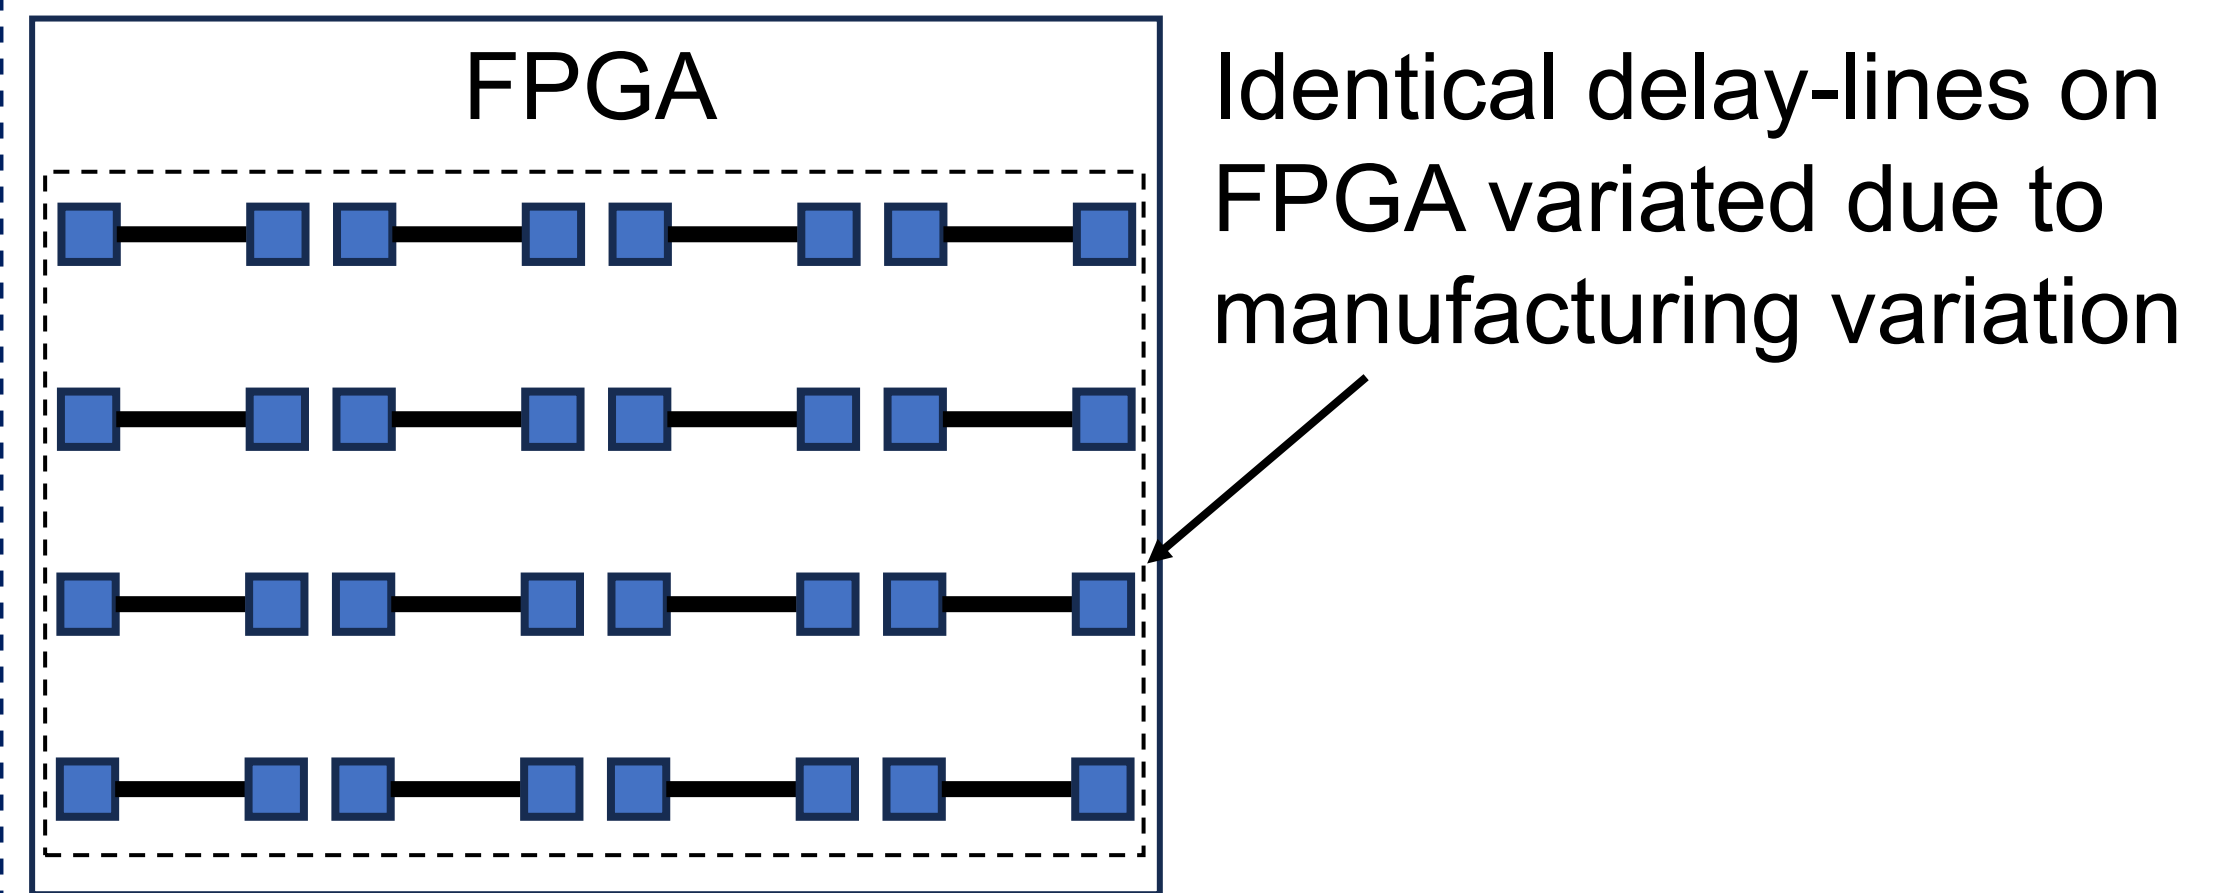 FPGA
Identical delay-lines on
FPGA variated due to
manufacturing variation